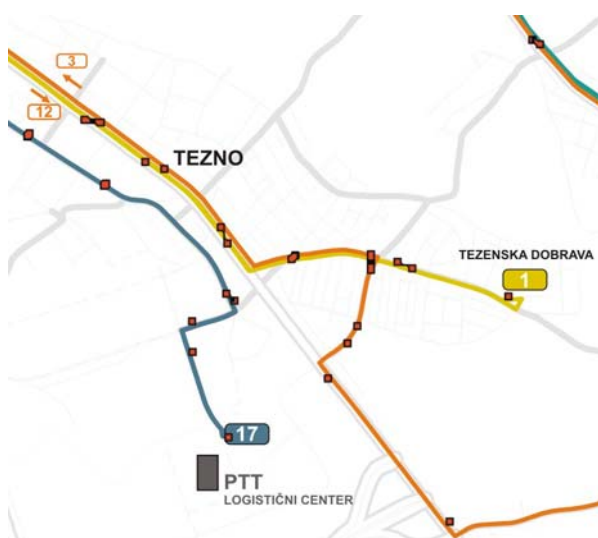 3
12
TEZNO
TEZENSKA DOBRAVA
1
17
PTT
LOGISTIČNI CENTER